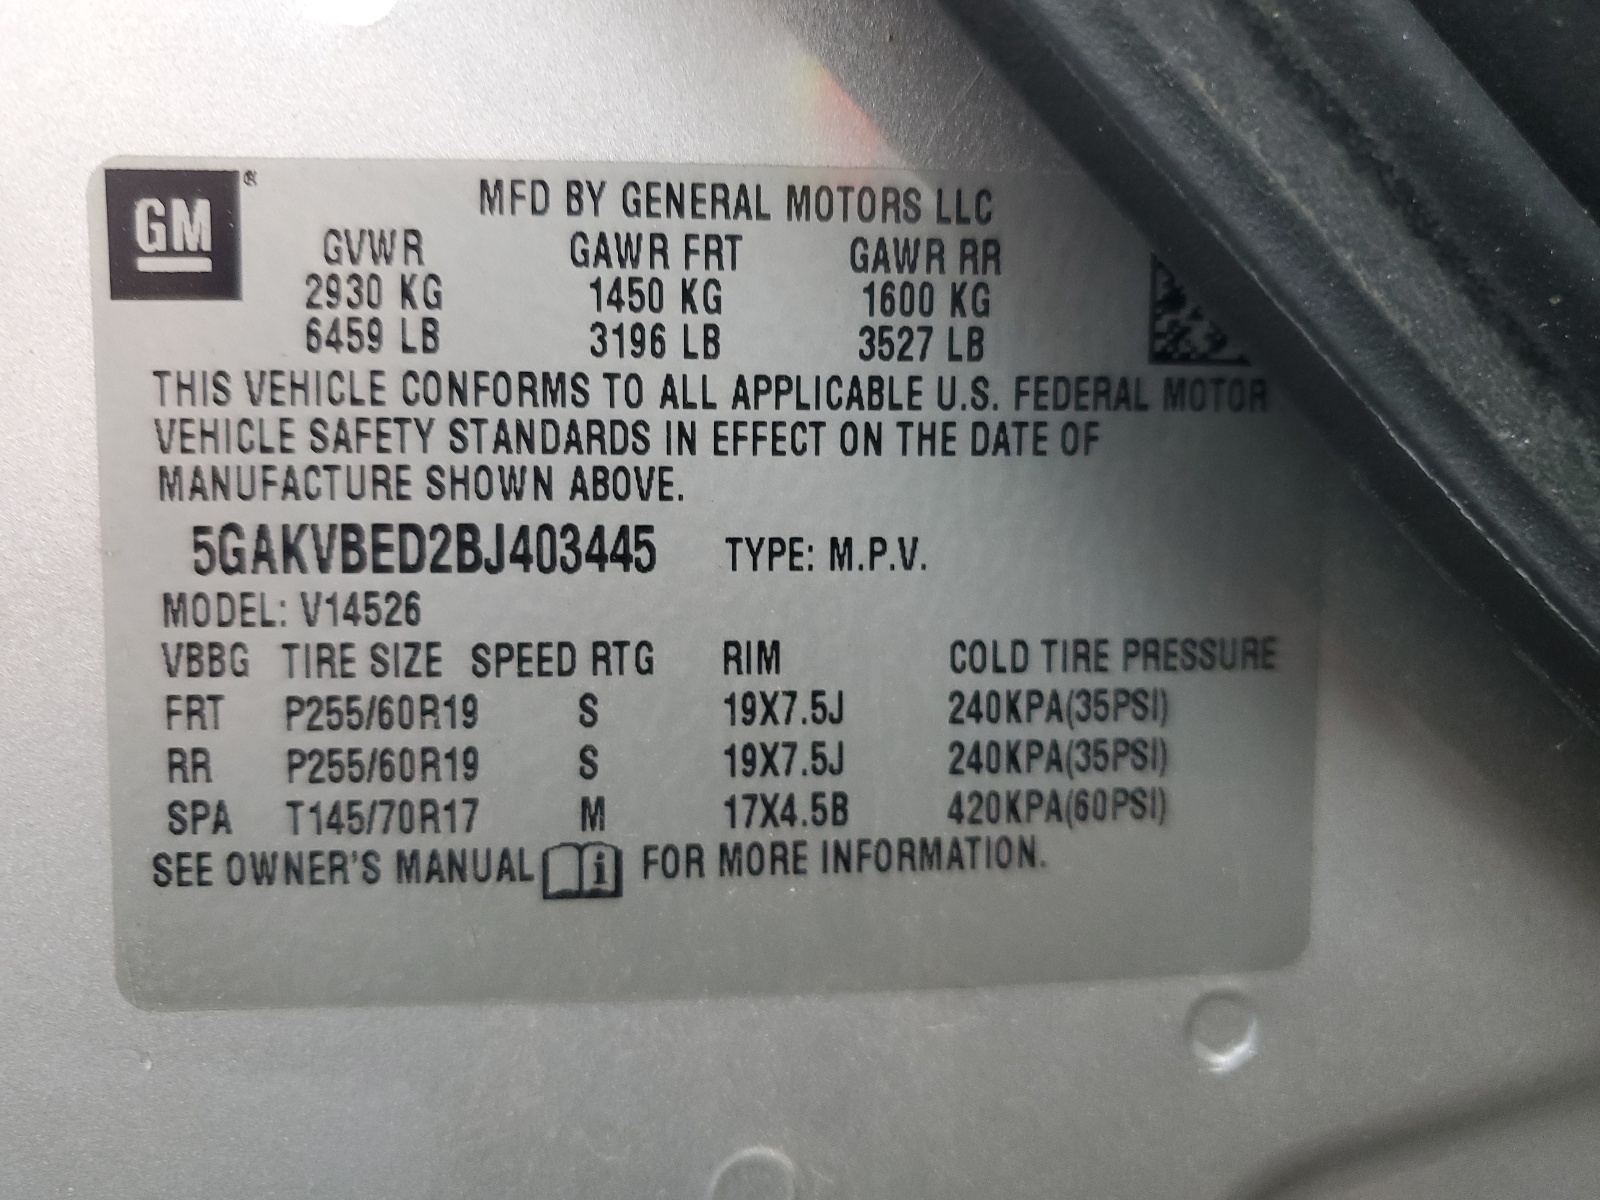 GM®
MFD BY GENERAL MOTORS LLC
GVWR GAWR FRT GAWR RR
2930 KG 1450 KG 1600 KG
6459 LB 3196 LB 3527 LB
THIS VEHICLE CONFORMS TO ALL APPLICABLE U.S. FEDERAL MOTOR
VEHICLE SAFETY STANDARDS IN EFFECT ON THE DATE OF
MANUFACTURE SHOWN ABOVE.
5GAKVBED2BJ403445 TYPE: M.P.V.
MODEL: V14526
VBBG TIRE SIZE SPEED RTG RIM COLD TIRE PRESSURE
FRT P255/60R19 S 19X7.5J 240KPA(35PSI)
RR P255/60R19 S 19X7.5J 240KPA(35PSI)
SPA T145/70R17 M 17X4.5B 420KPA(60PSI)
SEE OWNER'S MANUAL i FOR MORE INFORMATION.